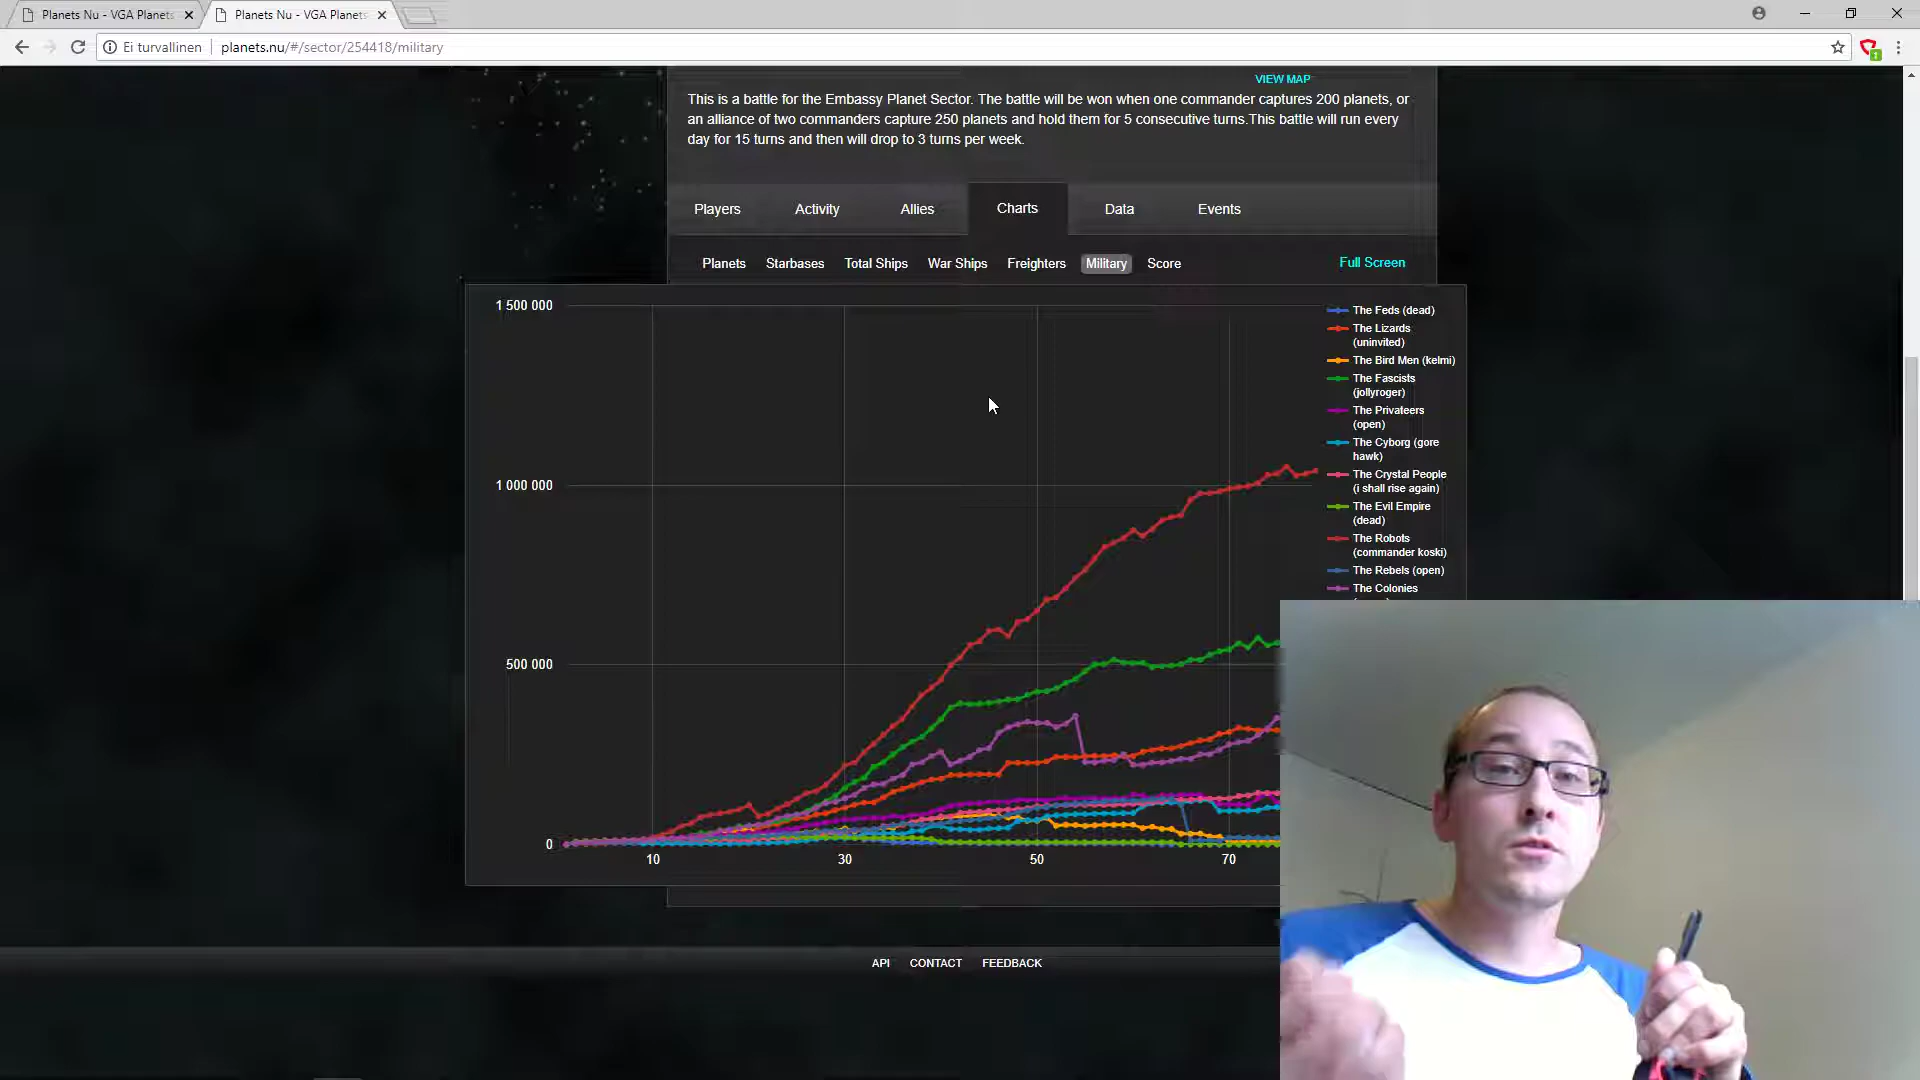 Planets Nu - VGA Planets
Planets Nu - VGA Planets
Ei turvallinen
planets.nu/#/sector/254418/military
VIEW MAP
This is a battle for the Embassy Planet Sector. The battle will be won when one commander captures 200 planets, or
an alliance of two commanders capture 250 planets and hold them for 5 consecutive turns.This battle will run every
day for 15 turns and then will drop to 3 turns per week.
Players Activity Allies Charts Data Events
Planets Starbases Total Ships War Ships Freighters Military Score Full Screen
1 500 000
1 000 000
500 000
0
10 30 50 70
The Feds (dead)
The Lizards
(uninvited)
The Bird Men (kelmi)
The Fascists
(jollyroger)
The Privateers
(open)
The Cyborg (gore
hawk)
The Crystal People
(i shall rise again)
The Evil Empire
(dead)
The Robots
(commander koski)
The Rebels (open)
The Colonies
API CONTACT FEEDBACK